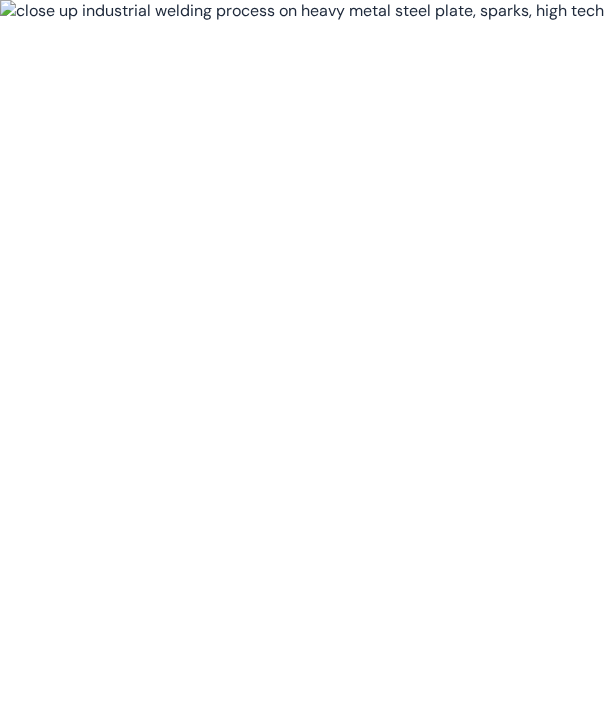 close up industrial welding process on heavy metal steel plate, sparks, high tech